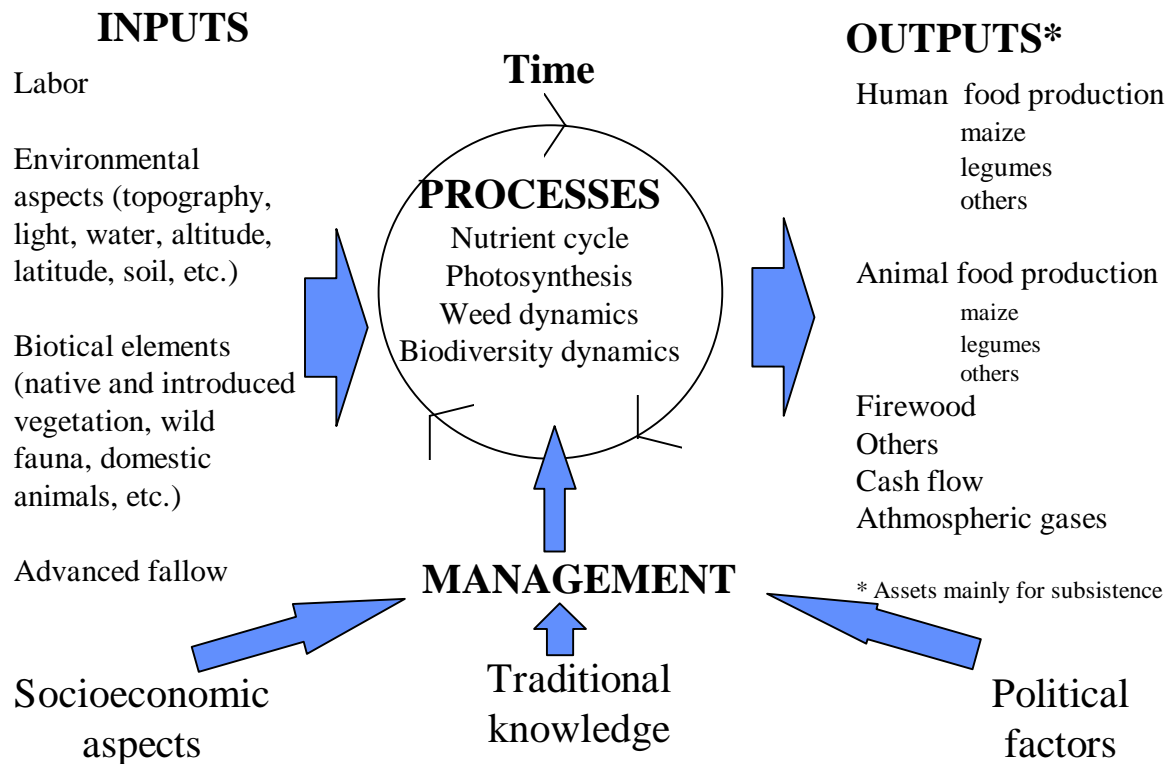 INPUTS
Labor
Environmental
aspects (topography,
light, water, altitude,
latitude, soil, etc.)
Biotical elements
(native and introduced
vegetation, wild
fauna, domestic
animals, etc.)
Advanced fallow
Time
PROCESSES
Nutrient cycle
Photosynthesis
Weed dynamics
Biodiversity dynamics
OUTPUTS*
Human food production
maize
legumes
others
Animal food production
maize
legumes
others
Firewood
Others
Cash flow
Athmospheric gases
* Assets mainly for subsistence
MANAGEMENT
Socioeconomic
aspects
Traditional
knowledge
Political
factors